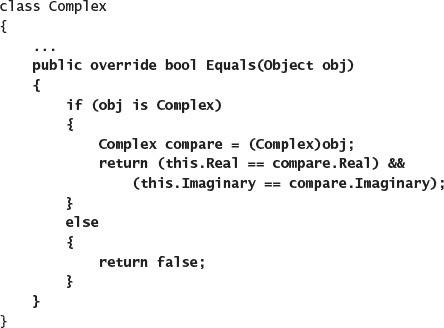 class Complex
{
    ...
    public override bool Equals(Object obj)
    {
        if (obj is Complex)
        {
            Complex compare = (Complex)obj;
            return (this.Real == compare.Real) &&
                (this.Imaginary == compare.Imaginary);
        }
        else
        {
            return false;
        }
    }
}